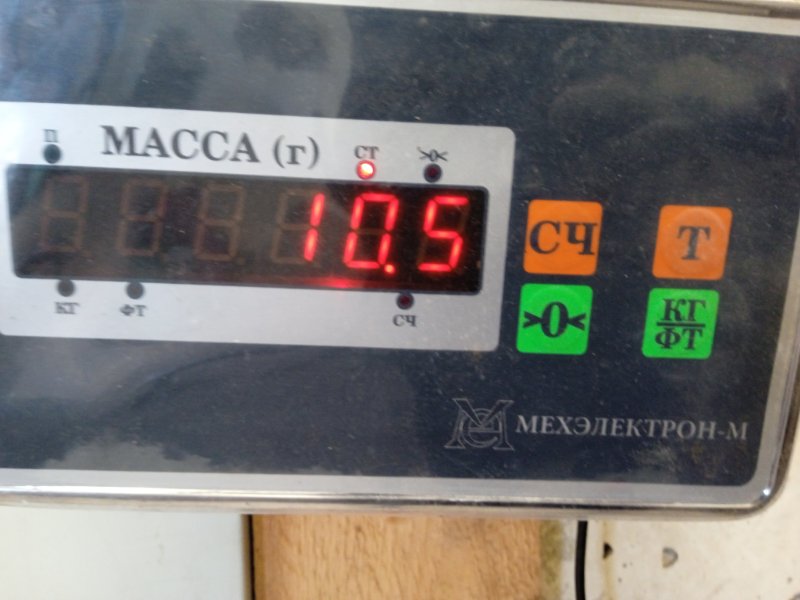 П
МАССА (г)
СТ
>0<
10.5
КГ
ФТ
СЧ
СЧ
Т
>0<
КГ
ФТ
МЕХЭЛЕКТРОН-М